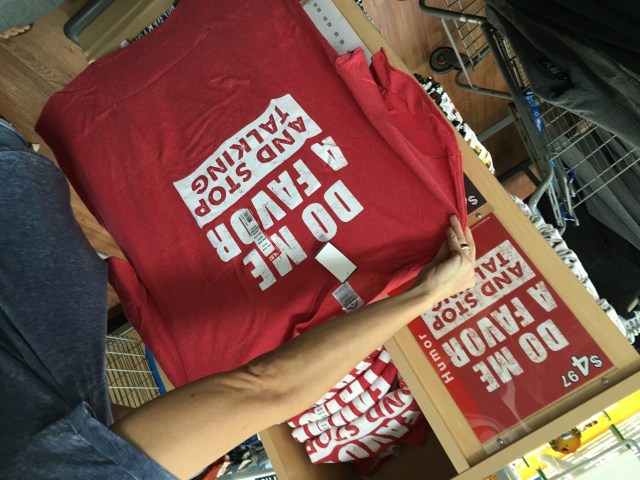 DO ME
A FAVOR
AND STOP
TALKING
Humor
DO ME
A FAVOR
AND STOP
TALKING
$4.97